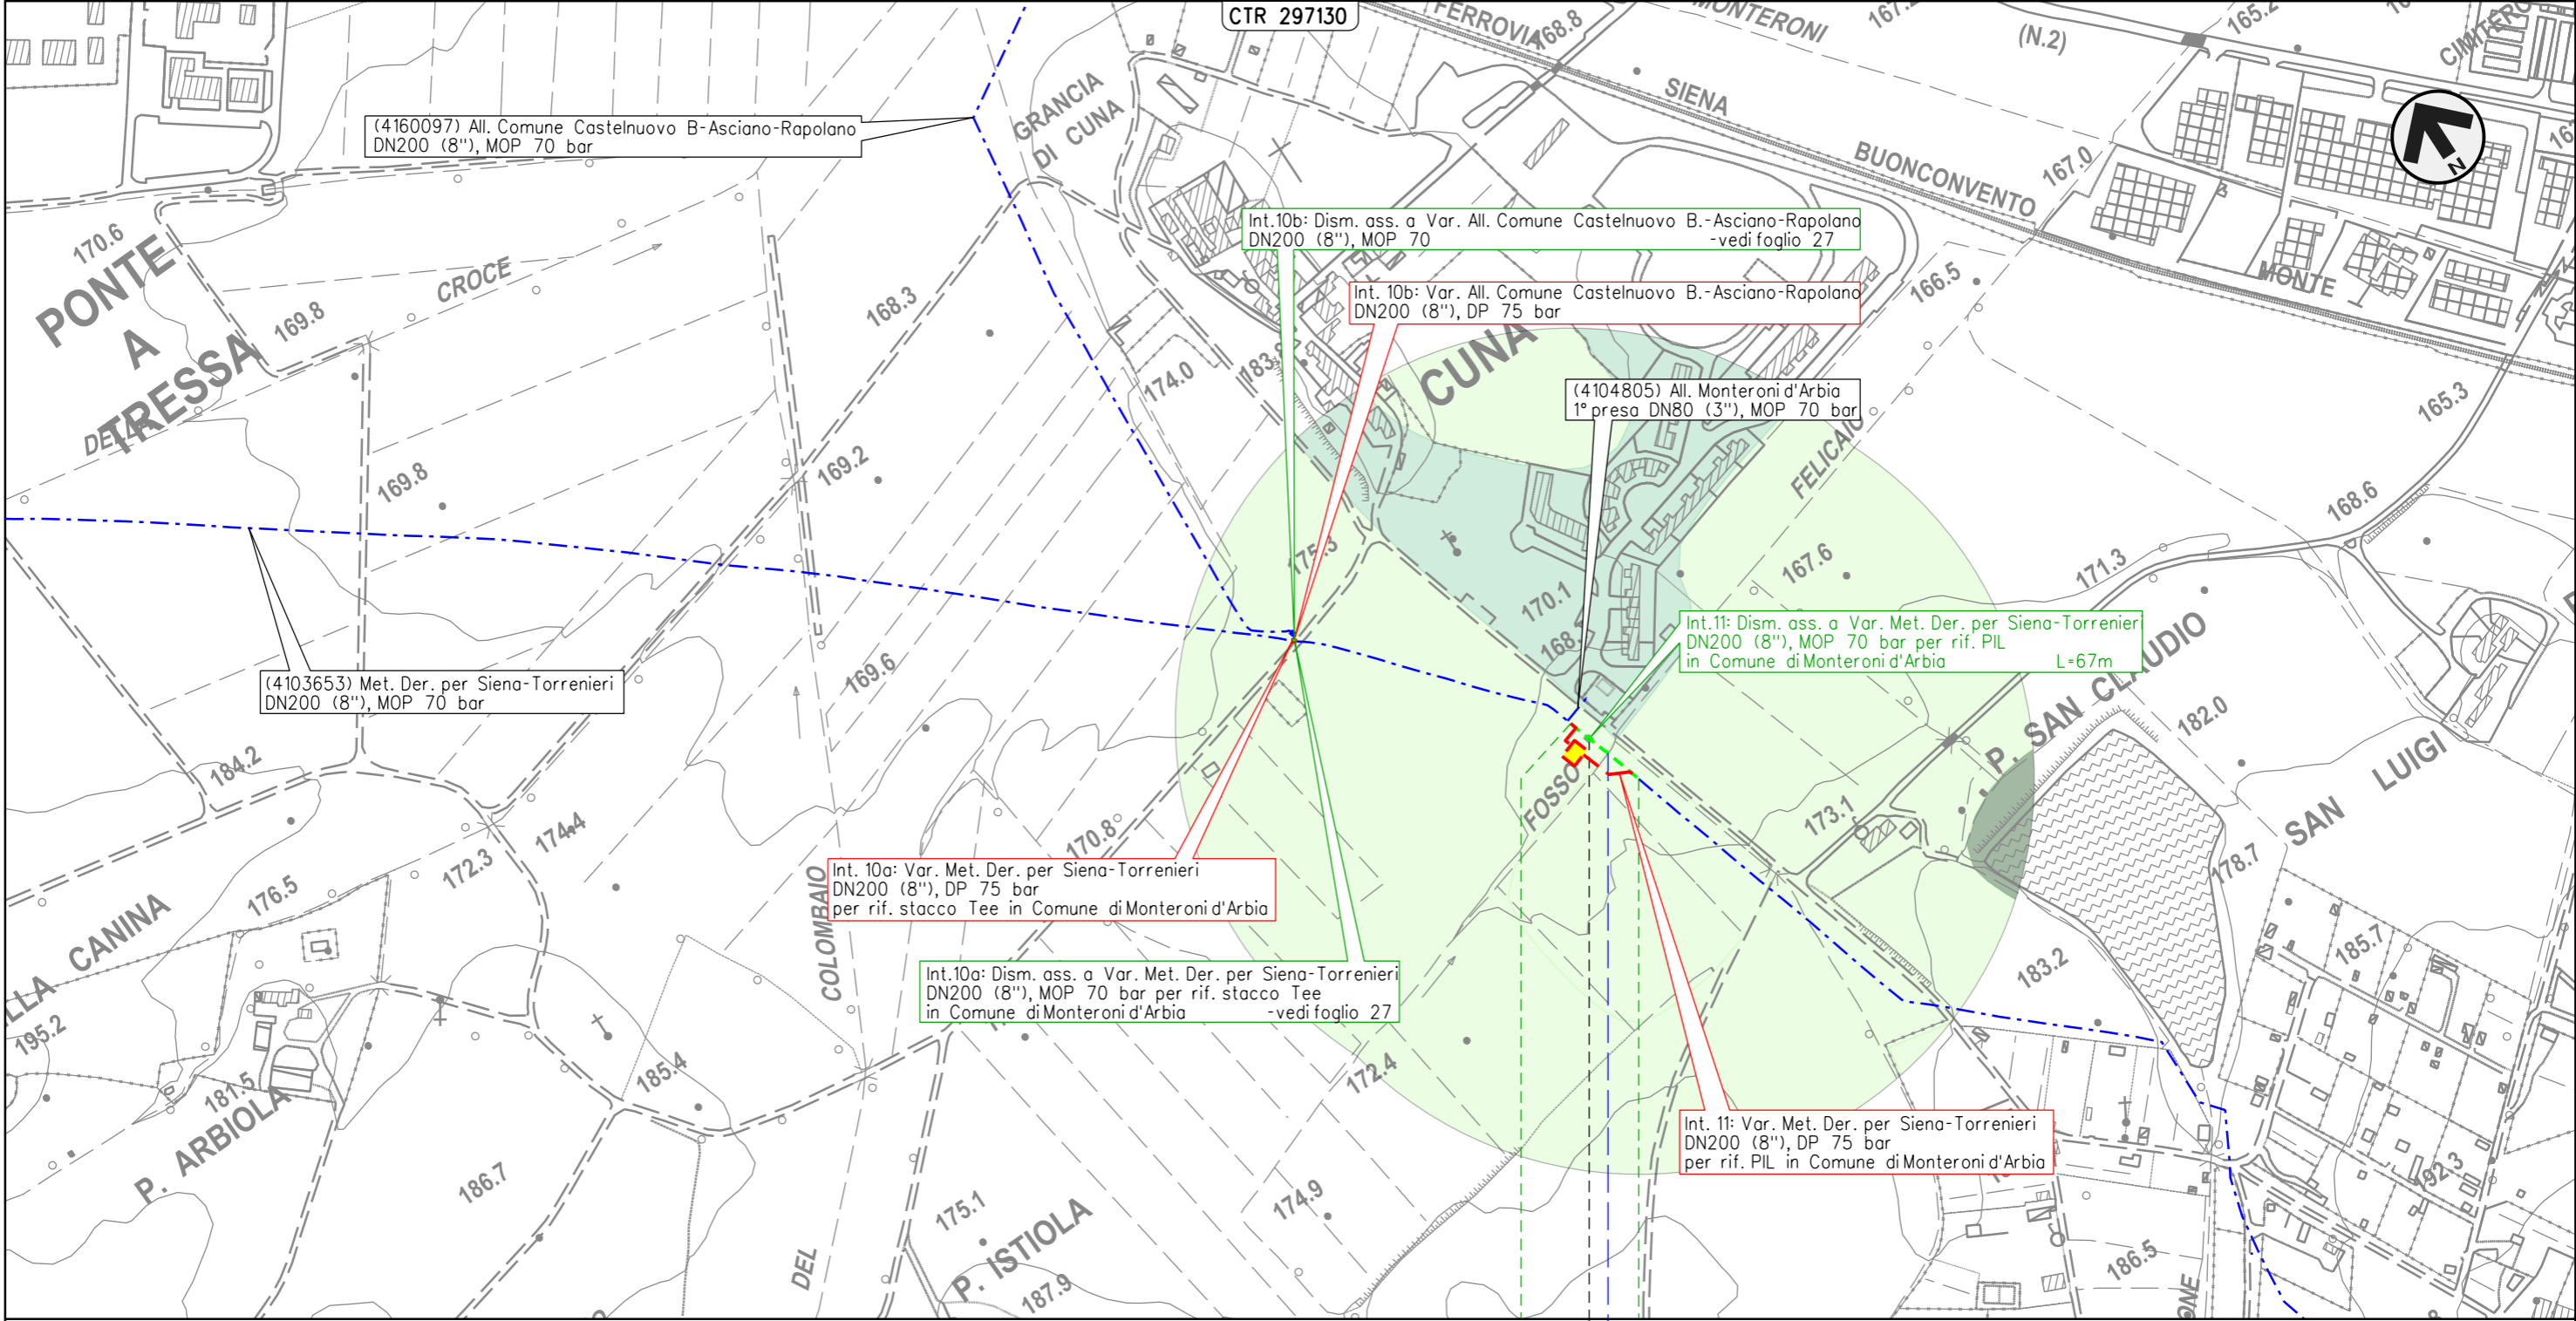 CTR 297130
FERROVIA
168.8
MONTERONI
(N.2)
165.2
SIENA
BUONCONVENTO
167.0
MONTE
N
GRANCIA
DI CUNA
(4160097) All. Comune Castelnuovo B-Asciano-Rapolano
DN200 (8"), MOP 70 bar
170.6
PONTE
A
TRESSA
169.8
CROCE
168.3
174.0
Int.10b: Dism. ass. a Var. All. Comune Castelnuovo B.-Asciano-Rapolano
DN200 (8"), MOP 70 -vedi foglio 27
Int. 10b: Var. All. Comune Castelnuovo B.-Asciano-Rapolano
DN200 (8"), DP 75 bar
166.5
CUNA
(4104805) All. Monteroni d'Arbia
1° presa DN80 (3"), MOP 70 bar
FELICAIO
165.3
168.6
169.8
169.2
175.3
167.6
171.3
170.1
Int.11: Dism. ass. a Var. Met. Der. per Siena-Torrenieri
DN200 (8"), MOP 70 bar per rif. PIL
in Comune di Monteroni d'Arbia L=67m
(4103653) Met. Der. per Siena-Torrenieri
DN200 (8"), MOP 70 bar
169.6
P. SAN CLAUDIO
182.0
SAN LUIGI
184.2
FOSSO
173.1
178.7
174.4
172.3
170.8
176.5
COLOMBAIO
Int. 10a: Var. Met. Der. per Siena-Torrenieri
DN200 (8"), DP 75 bar
per rif. stacco Tee in Comune di Monteroni d'Arbia
CANINA
195.2
Int.10a: Dism. ass. a Var. Met. Der. per Siena-Torrenieri
DN200 (8"), MOP 70 bar per rif. stacco Tee
in Comune di Monteroni d'Arbia -vedi foglio 27
183.2
185.7
181.5
P. ARBIOLA
185.4
172.4
Int. 11: Var. Met. Der. per Siena-Torrenieri
DN200 (8"), DP 75 bar
per rif. PIL in Comune di Monteroni d'Arbia
192.3
186.7
175.1
174.9
P. ISTIOLA
187.9
DEL
186.5